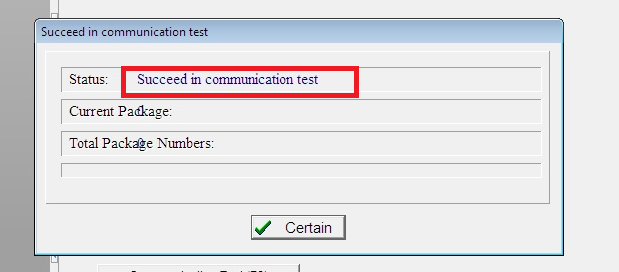 Succeed in communication test
Status: Succeed in communication test
Current Package:
Total Package Numbers:
Certain